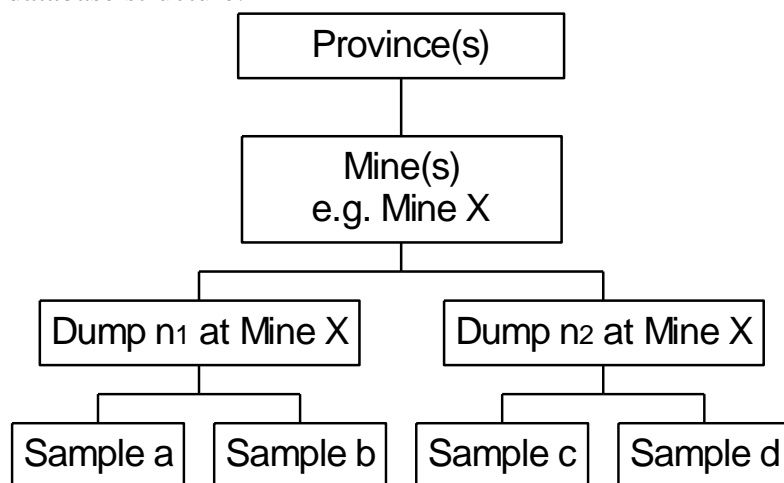 Province(s)
Mine(s)
e.g. Mine X
Dump n1 at Mine X
Dump n2 at Mine X
Sample a
Sample b
Sample c
Sample d